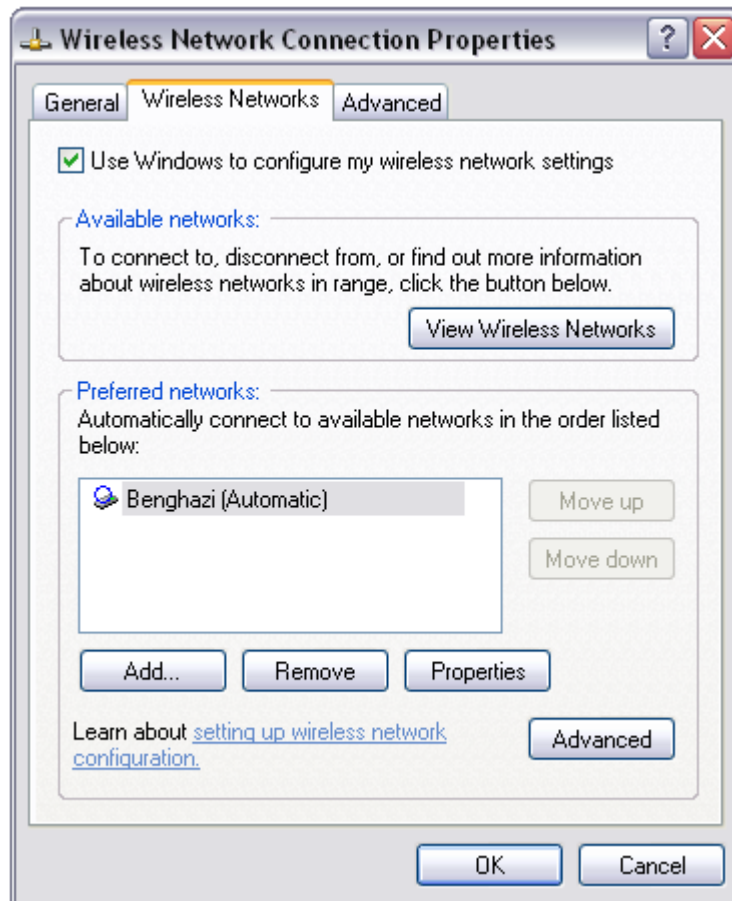 Wireless Network Connection Properties
General
Wireless Networks
Advanced
Use Windows to configure my wireless network settings
Available networks:
To connect to, disconnect from, or find out more information
about wireless networks in range, click the button below.
View Wireless Networks
Preferred networks:
Automatically connect to available networks in the order listed
below:
Benghazi (Automatic)
Move up
Move down
Add...
Remove
Properties
Learn about setting up wireless network
configuration.
Advanced
OK
Cancel